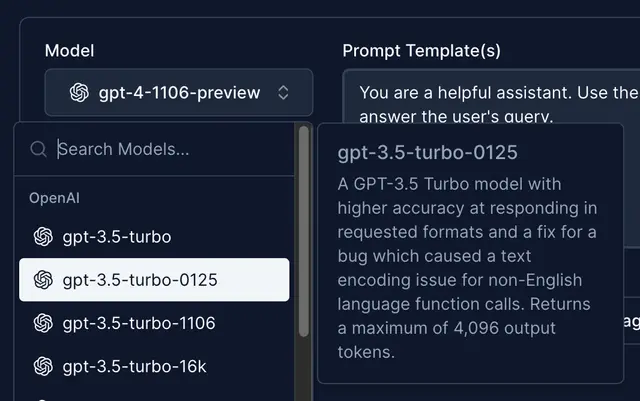 Model
gpt-4-1106-preview
Search Models...
OpenAI
gpt-3.5-turbo
gpt-3.5-turbo-0125
gpt-3.5-turbo-1106
gpt-3.5-turbo-16k
Prompt Template(s)
You are a helpful assistant. Use the
answer the user's query.
gpt-3.5-turbo-0125
A GPT-3.5 Turbo model with
higher accuracy at responding in
requested formats and a fix for a
bug which caused a text
encoding issue for non-English
language function calls. Returns
a maximum of 4,096 output
tokens.